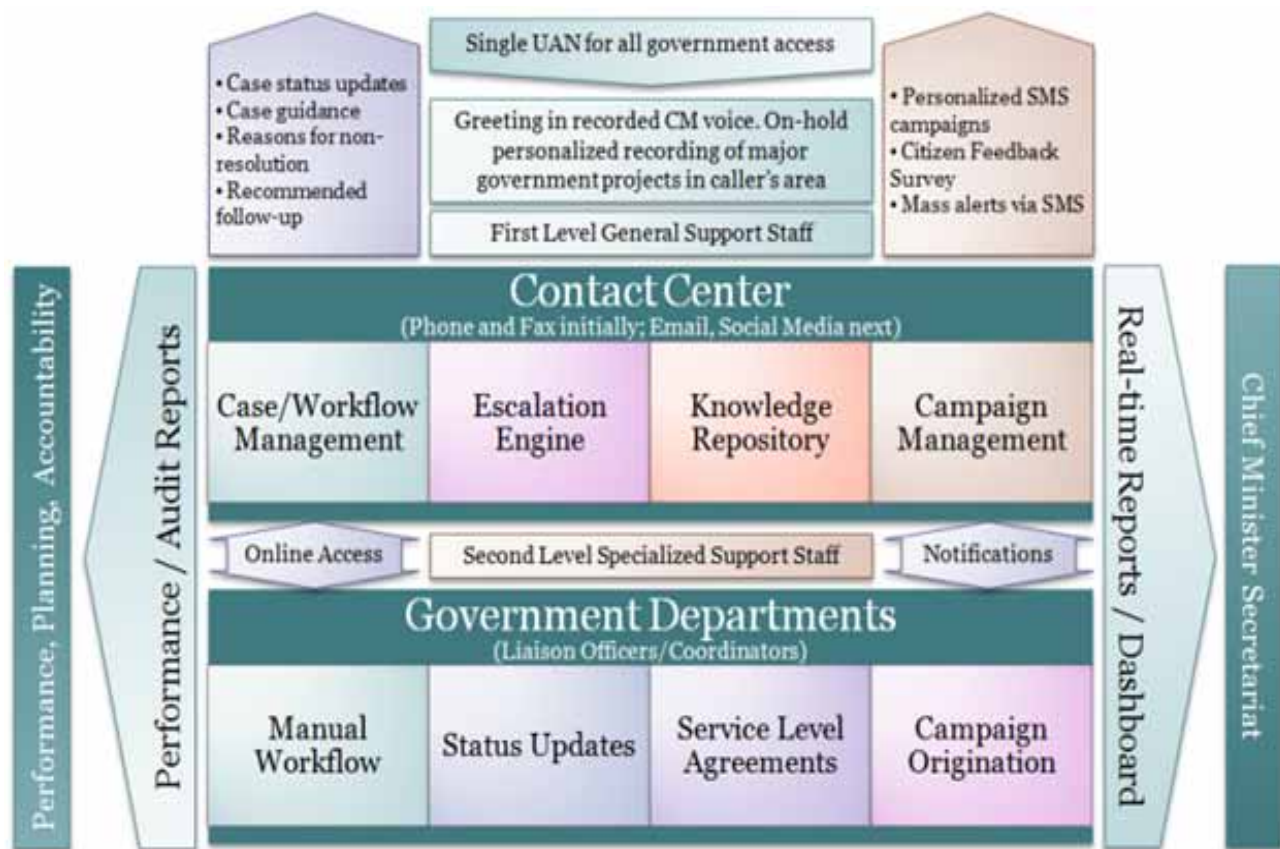 • Case status updates
• Case guidance
• Reasons for non-
resolution
• Recommended
follow-up
Single UAN for all government access
Greeting in recorded CM voice. On-hold
personalized recording of major
government projects in caller's area
First Level General Support Staff
• Personalized SMS
campaigns
• Citizen Feedback
Survey
• Mass alerts via SMS
Performance, Planning, Accountability
Performance / Audit Reports
Contact Center
(Phone and Fax initially; Email, Social Media next)
Case/Workflow
Management
Escalation
Engine
Knowledge
Repository
Campaign
Management
Online Access
Second Level Specialized Support Staff
Notifications
Government Departments
(Liaison Officers/Coordinators)
Manual
Workflow
Status Updates
Service Level
Agreements
Campaign
Origination
Real-time Reports / Dashboard
Chief Minister Secretariat